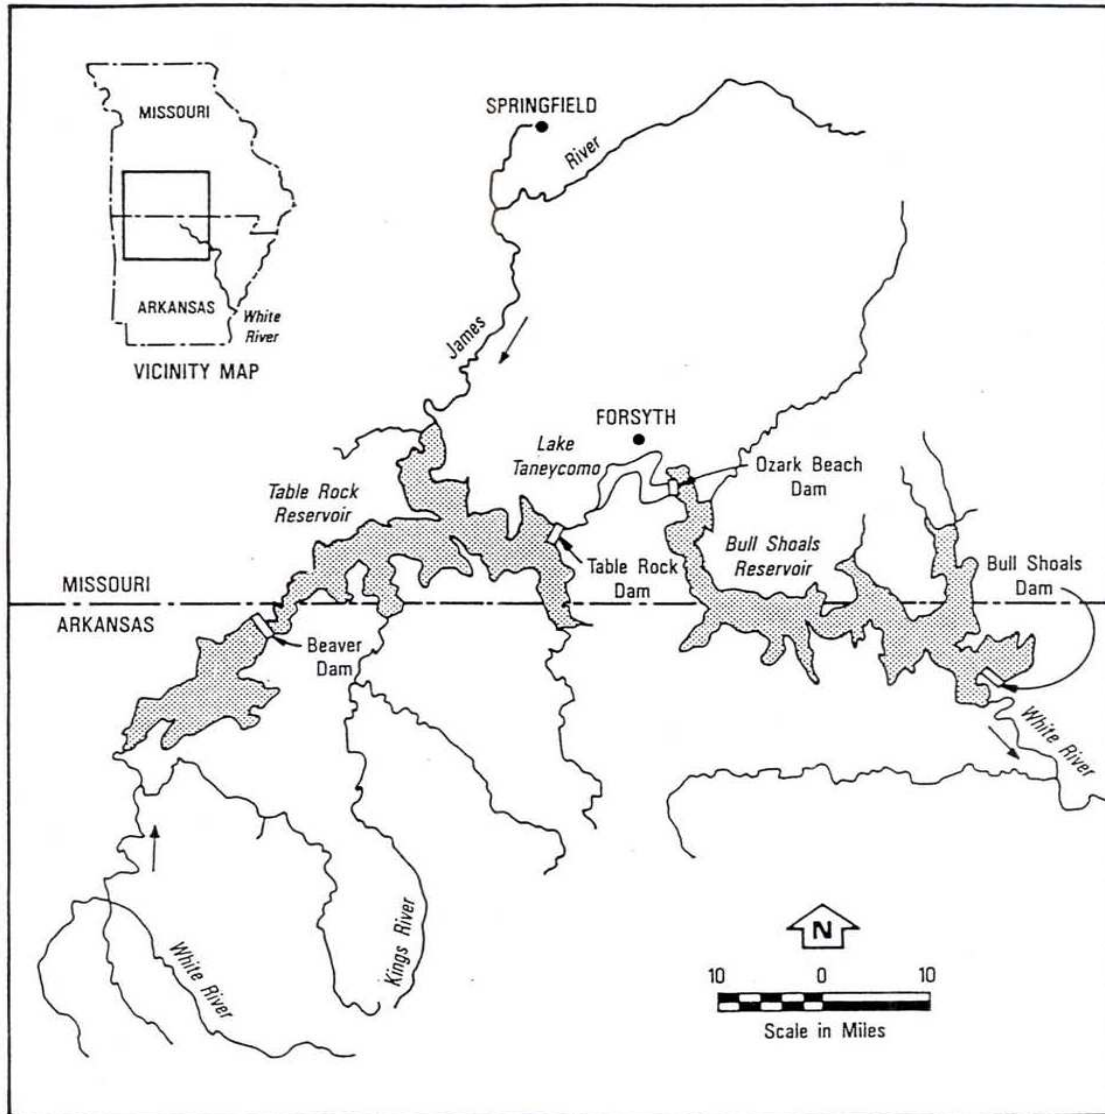 MISSOURI
ARKANSAS
White
River
VICINITY MAP
SPRINGFIELD
River
James
FORSYTH
Lake
Taneycomo
Ozark Beach
Dam
Table Rock
Reservoir
Table Rock
Dam
Bull Shoals
Reservoir
Bull Shoals
Dam
MISSOURI
ARKANSAS
Beaver
Dam
White River
Kings River
White River
N
10 0 10
Scale in Miles